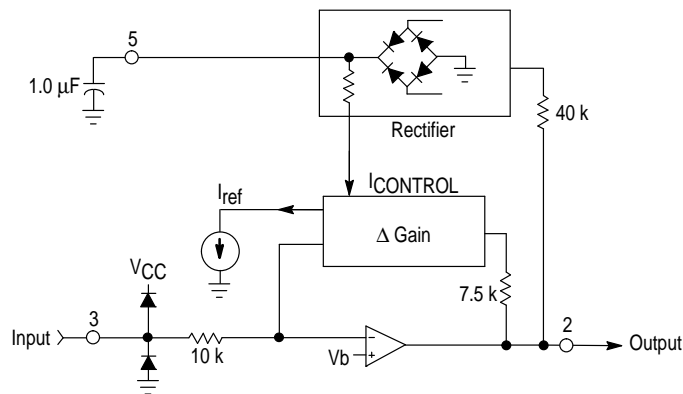 5
1.0 µF
Rectifier
40 k
ICONTROL
Iref
Δ Gain
VCC
7.5 k
Input
3
10 k
Vb
−
+
2
Output